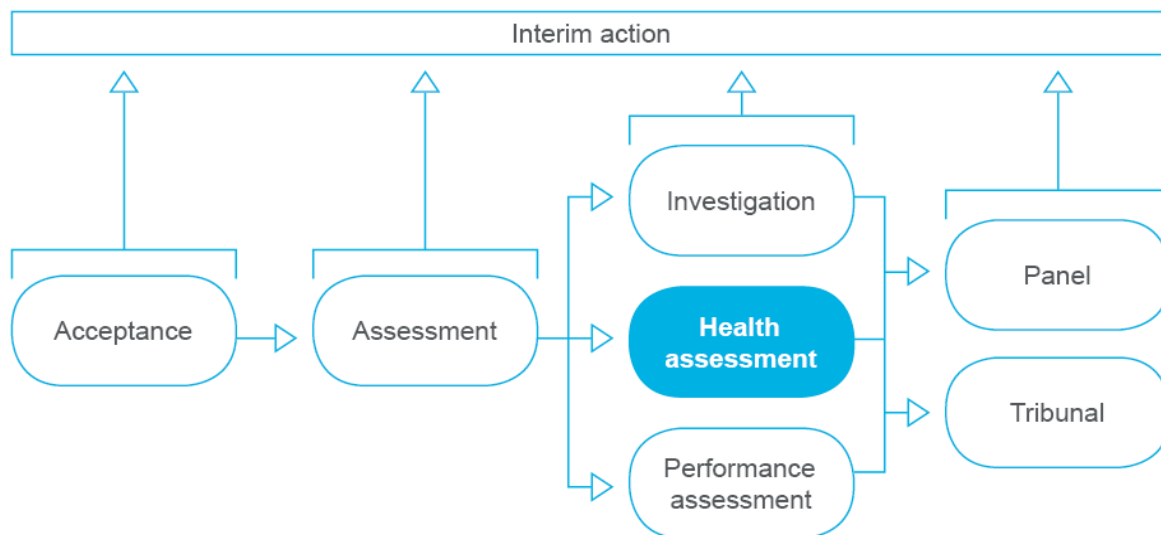 Interim action
Acceptance
Assessment
Investigation
Health
assessment
Performance
assessment
Panel
Tribunal